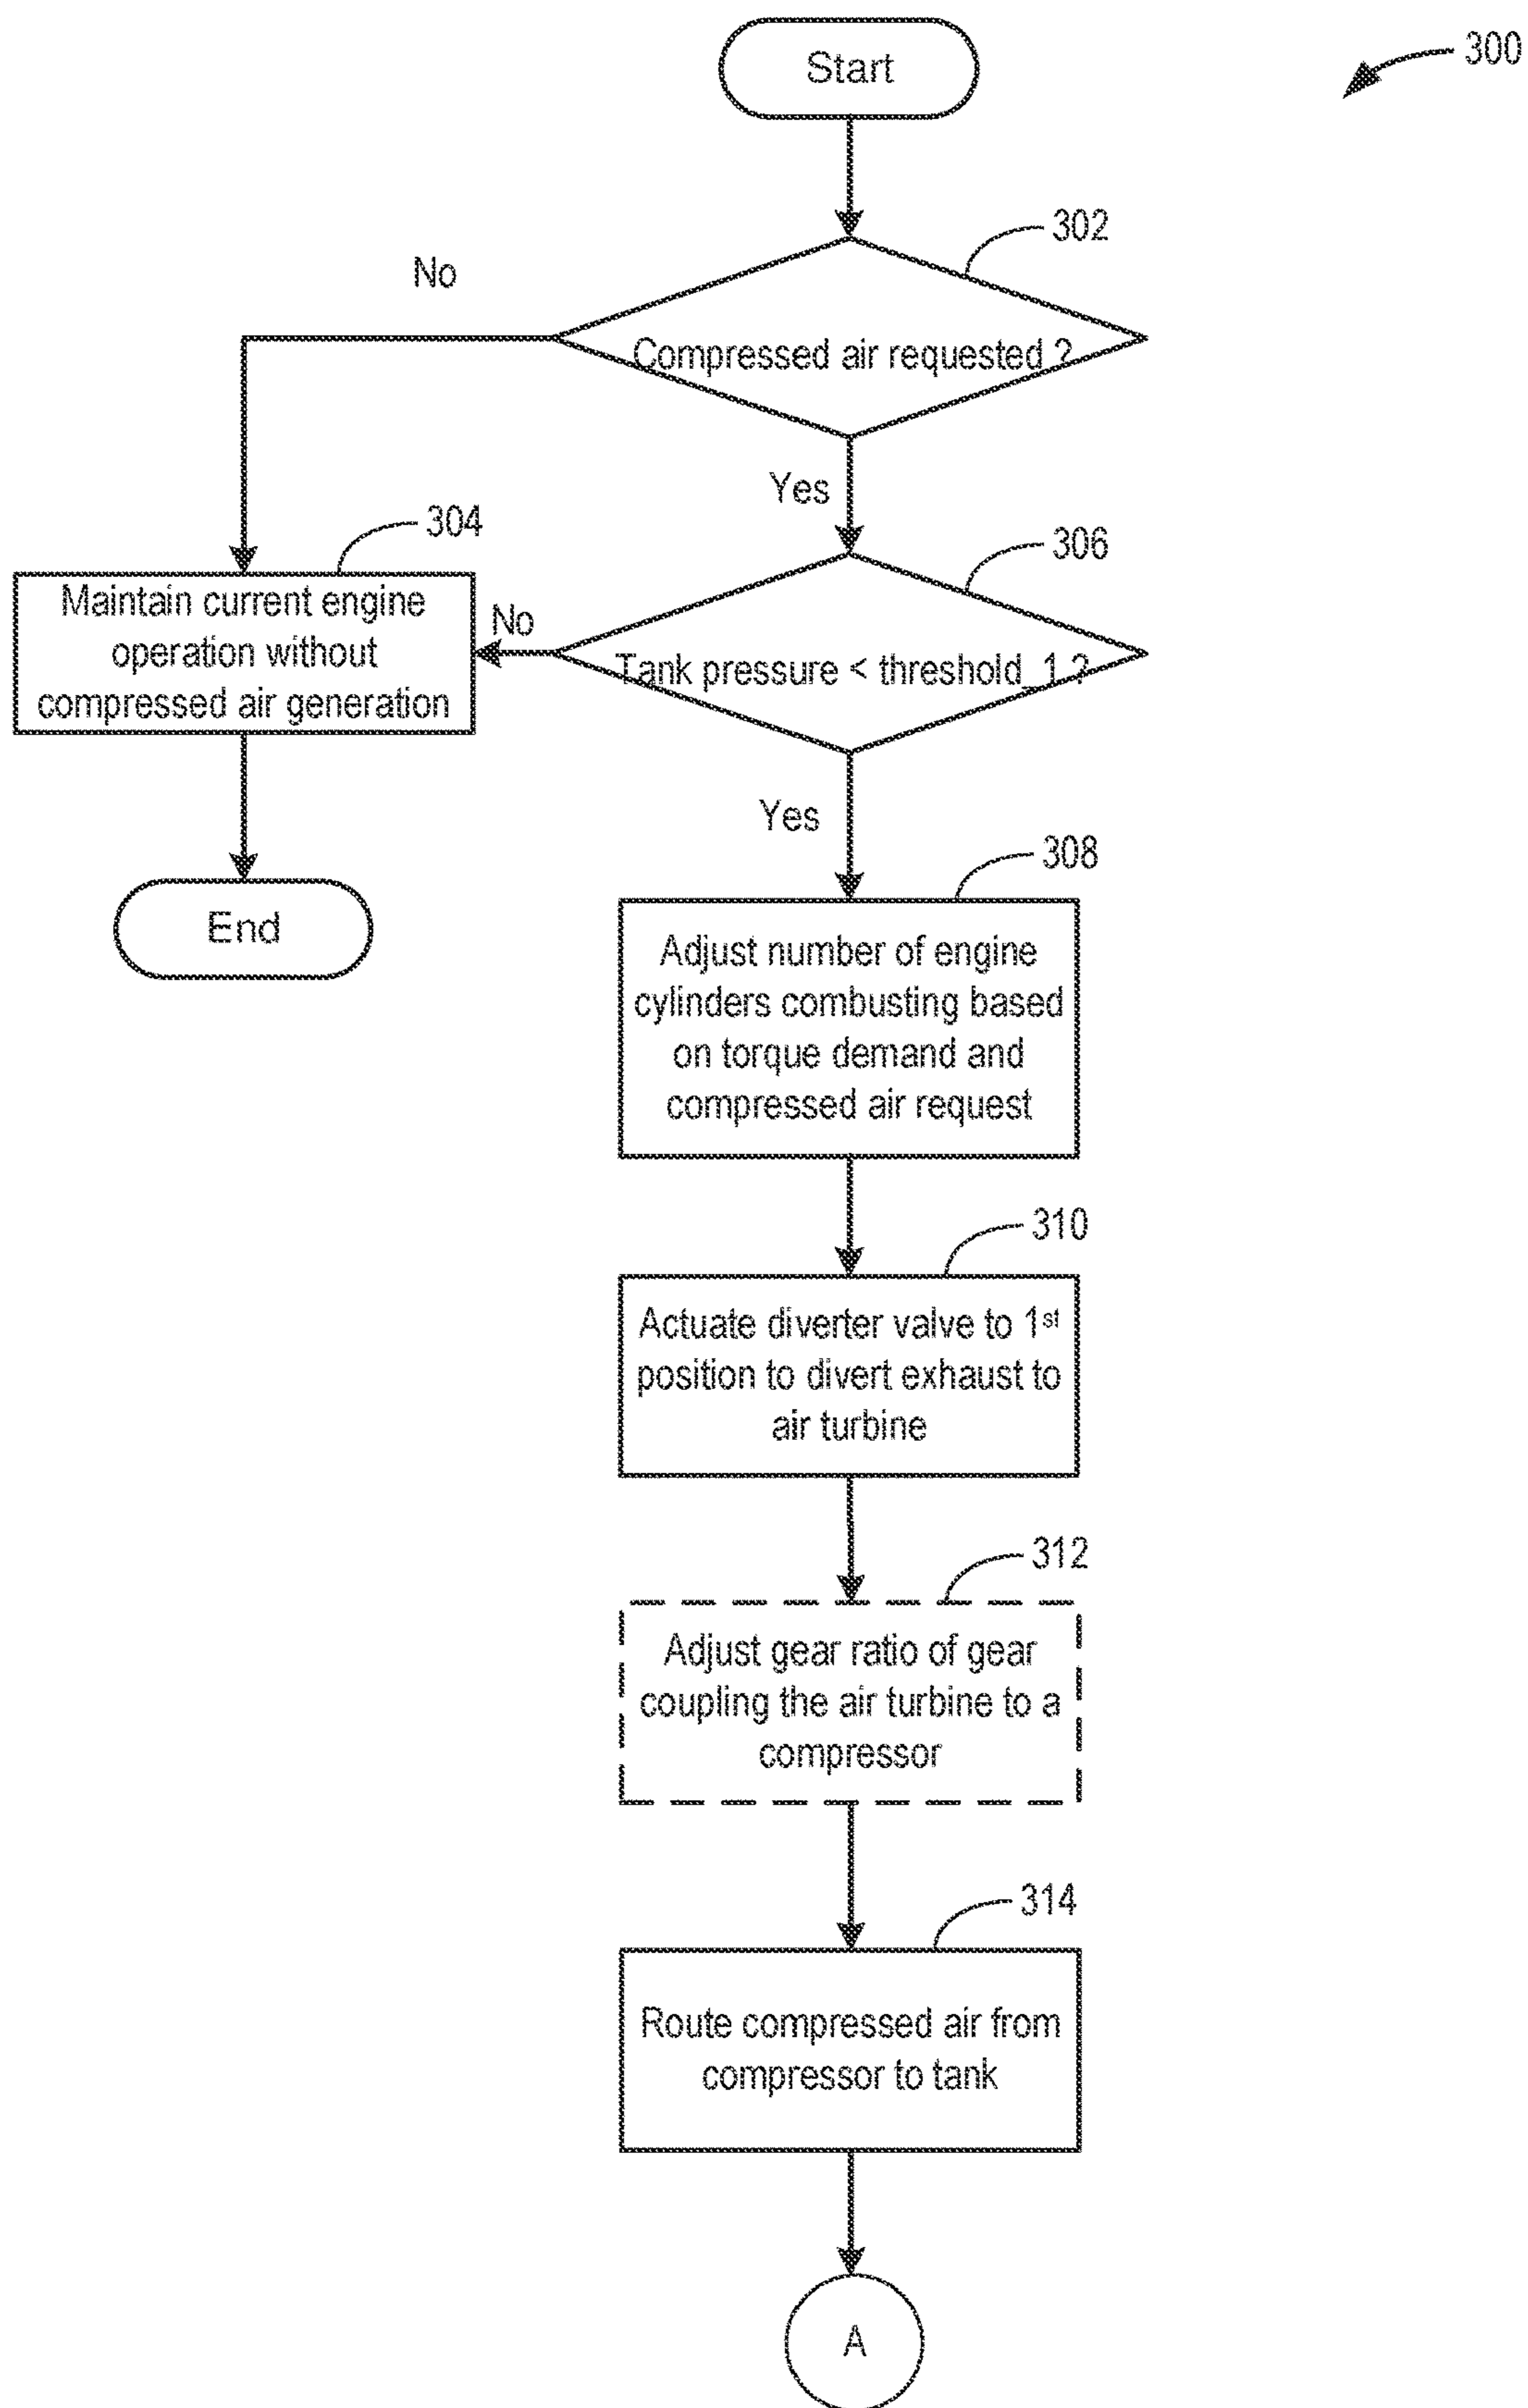 Start
300
302
No
Compressed air requested ?
Yes
304
306
Maintain current engine
operation without
compressed air generation
No
Tank pressure < threshold_1 ?
Yes
308
End
Adjust number of engine
cylinders combusting based
on torque demand and
compressed air request
310
Actuate diverter valve to 1st
position to divert exhaust to
air turbine
312
Adjust gear ratio of gear
coupling the air turbine to a
compressor
314
Route compressed air from
compressor to tank
A